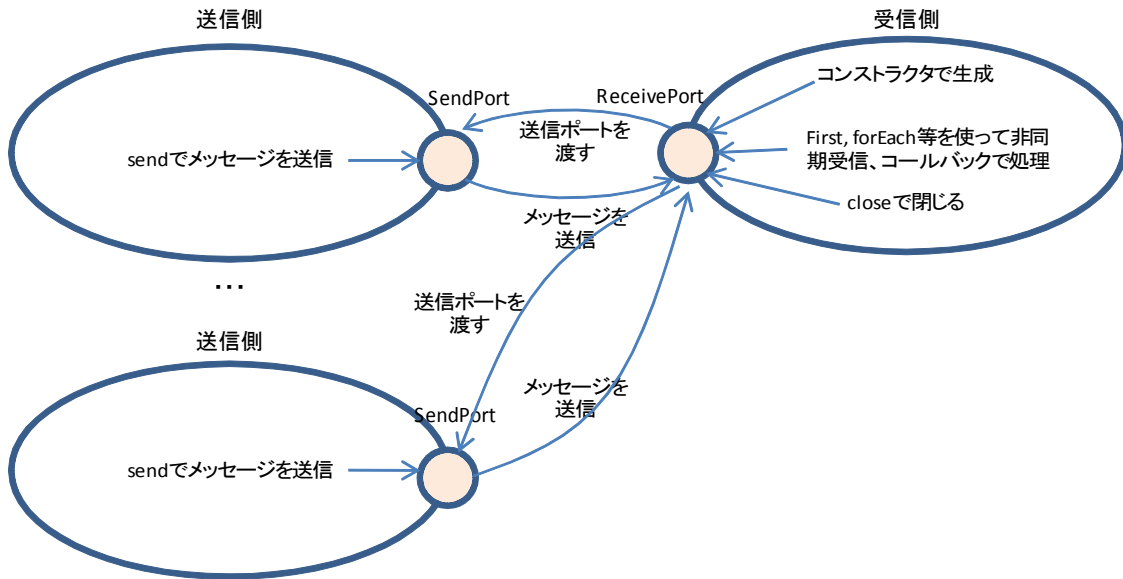 送信側
受信側
コンストラクタで生成
SendPort
ReceivePort
送信ポートを
渡す
sendでメッセージを送信
First, forEach等を使って非同
期受信、コールバックで処理
closeで閉じる
メッセージを
送信
...
送信ポートを
渡す
送信側
メッセージを
送信
SendPort
sendでメッセージを送信